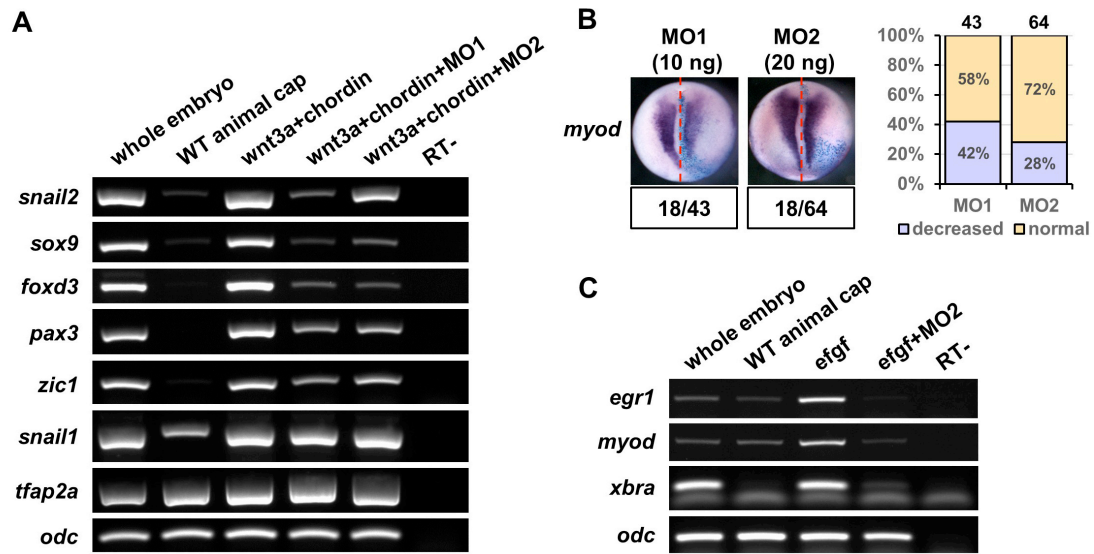 A
whole embryo
WT animal cap
wnt3a+chordin
wnt3a+chordin+MO1
wnt3a+chordin+MO2
RT-
snail2
sox9
foxd3
pax3
zic1
snail1
tfap2a
odc
B
MO1
(10 ng)
MO2
(20 ng)
myod
18/43
18/64
43
64
100%
80%
60%
40%
20%
0%
58%
72%
42%
28%
MO1
MO2
decreased
normal
C
whole embryo
WT animal cap
efgf
efgf+MO2
RT-
egr1
myod
xbra
odc